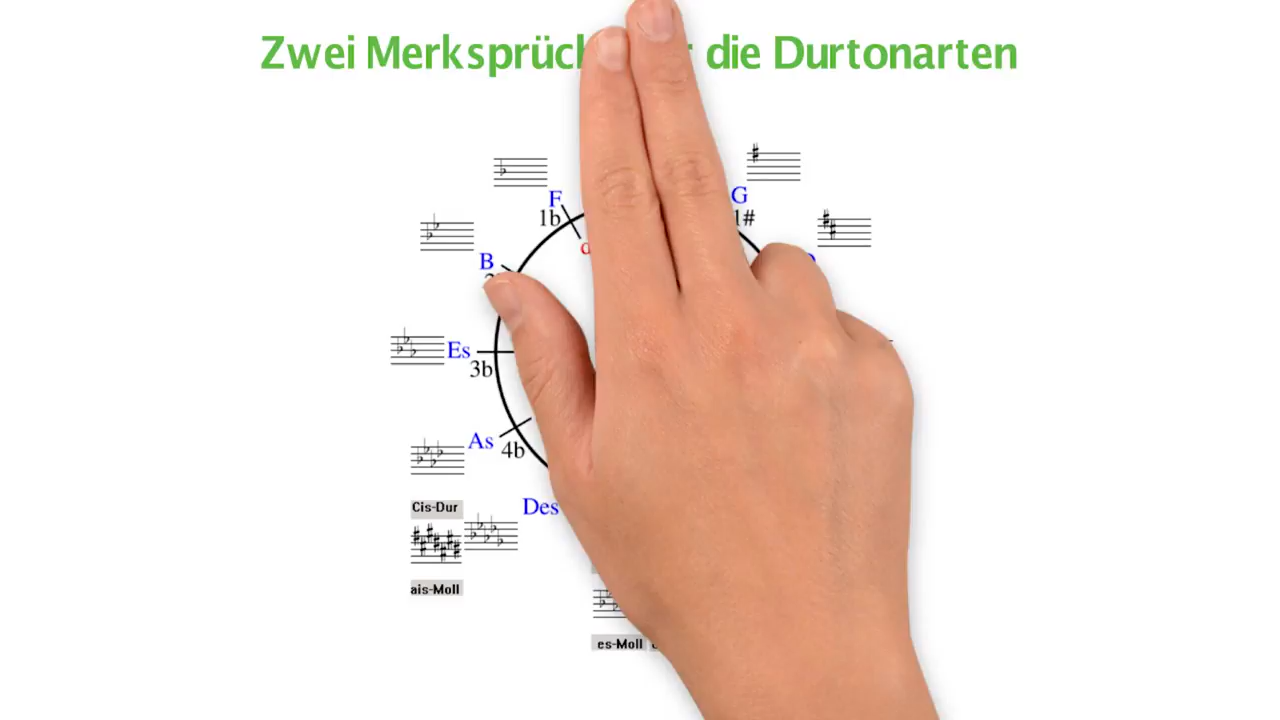 Zwei Merksprüch die Durtonarten
F G
1b 1#
B
Es
3b
As
4b
Cis-Dur Des
ais-Moll
es-Moll